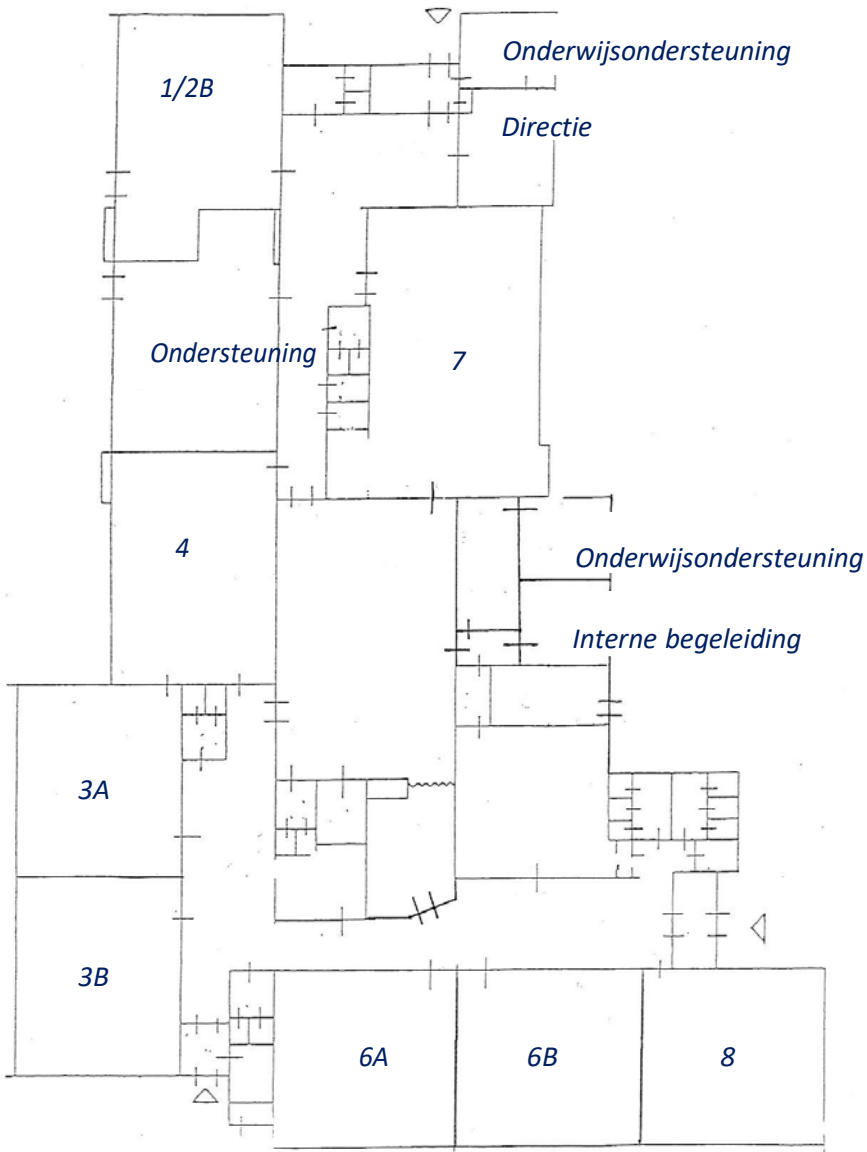 Onderwijsondersteuning
1/2B
Directie
Ondersteuning
7
4
Onderwijsondersteuning
Interne begeleiding
3A
3B
6A
6B
8